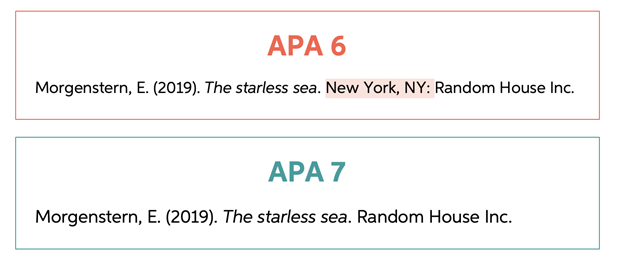 APA 6
Morgenstern, E. (2019). The starless sea. New York, NY: Random House Inc.
APA 7
Morgenstern, E. (2019). The starless sea. Random House Inc.